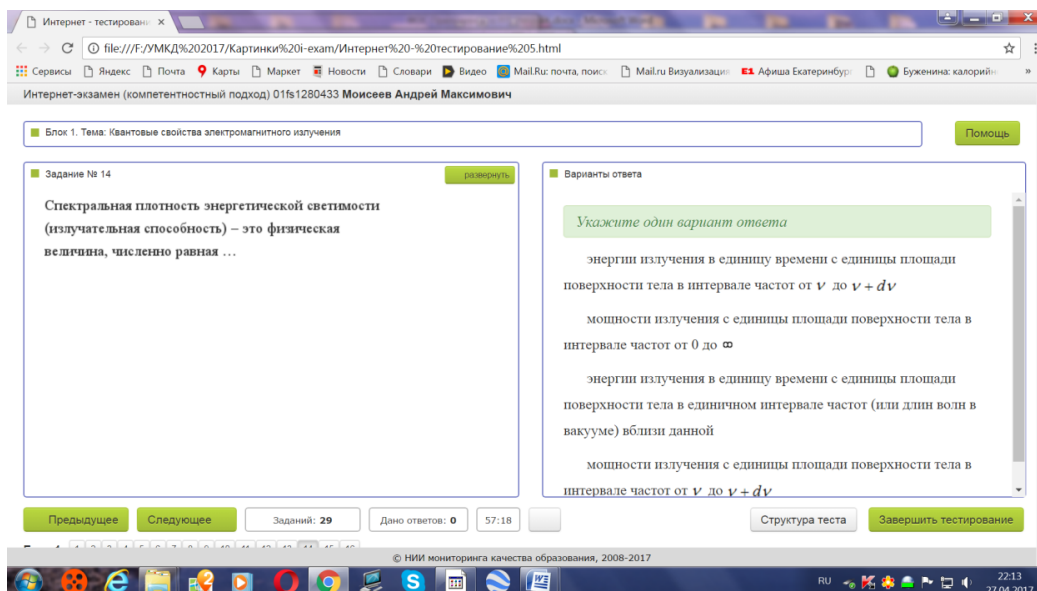 Интернет - тестировани
file:///F:/УМКД%202017/Картинки%20i-exam/Интернет%20-%20тестирование%205.html
Сервисы Яндекс Почта Карты Маркет Новости Словари Видео Mail.Ru: почта, поиск Mail.ru Визуализация E1 Афиша Екатеринбур Буженина: калорийн »
Интернет-экзамен (компетентностный подход) 01fs1280433 Моисеев Андрей Максимович
Блок 1. Тема: Квантовые свойства электромагнитного излучения
Помощь
Задание № 14
развернуть
Спектральная плотность энергетической светимости
(излучательная способность) – это физическая
величина, численно равная …
Варианты ответа
Укажите один вариант ответа
энергии излучения в единицу времени с единицы площади
поверхности тела в интервале частот от ν до ν + dν
мощности излучения с единицы площади поверхности тела в
интервале частот от 0 до ∞
энергии излучения в единицу времени с единицы площади
поверхности тела в единичном интервале частот (или длин волн в
вакууме) вблизи данной
мощности излучения с единицы площади поверхности тела в
интервале частот от ν до ν + dν
Предыдущее Следующее Заданий: 29 Дано ответов: 0 57:18 Структура теста Завершить тестирование
© НИИ мониторинга качества образования, 2008-2017
RU 22:13
27.04.2017